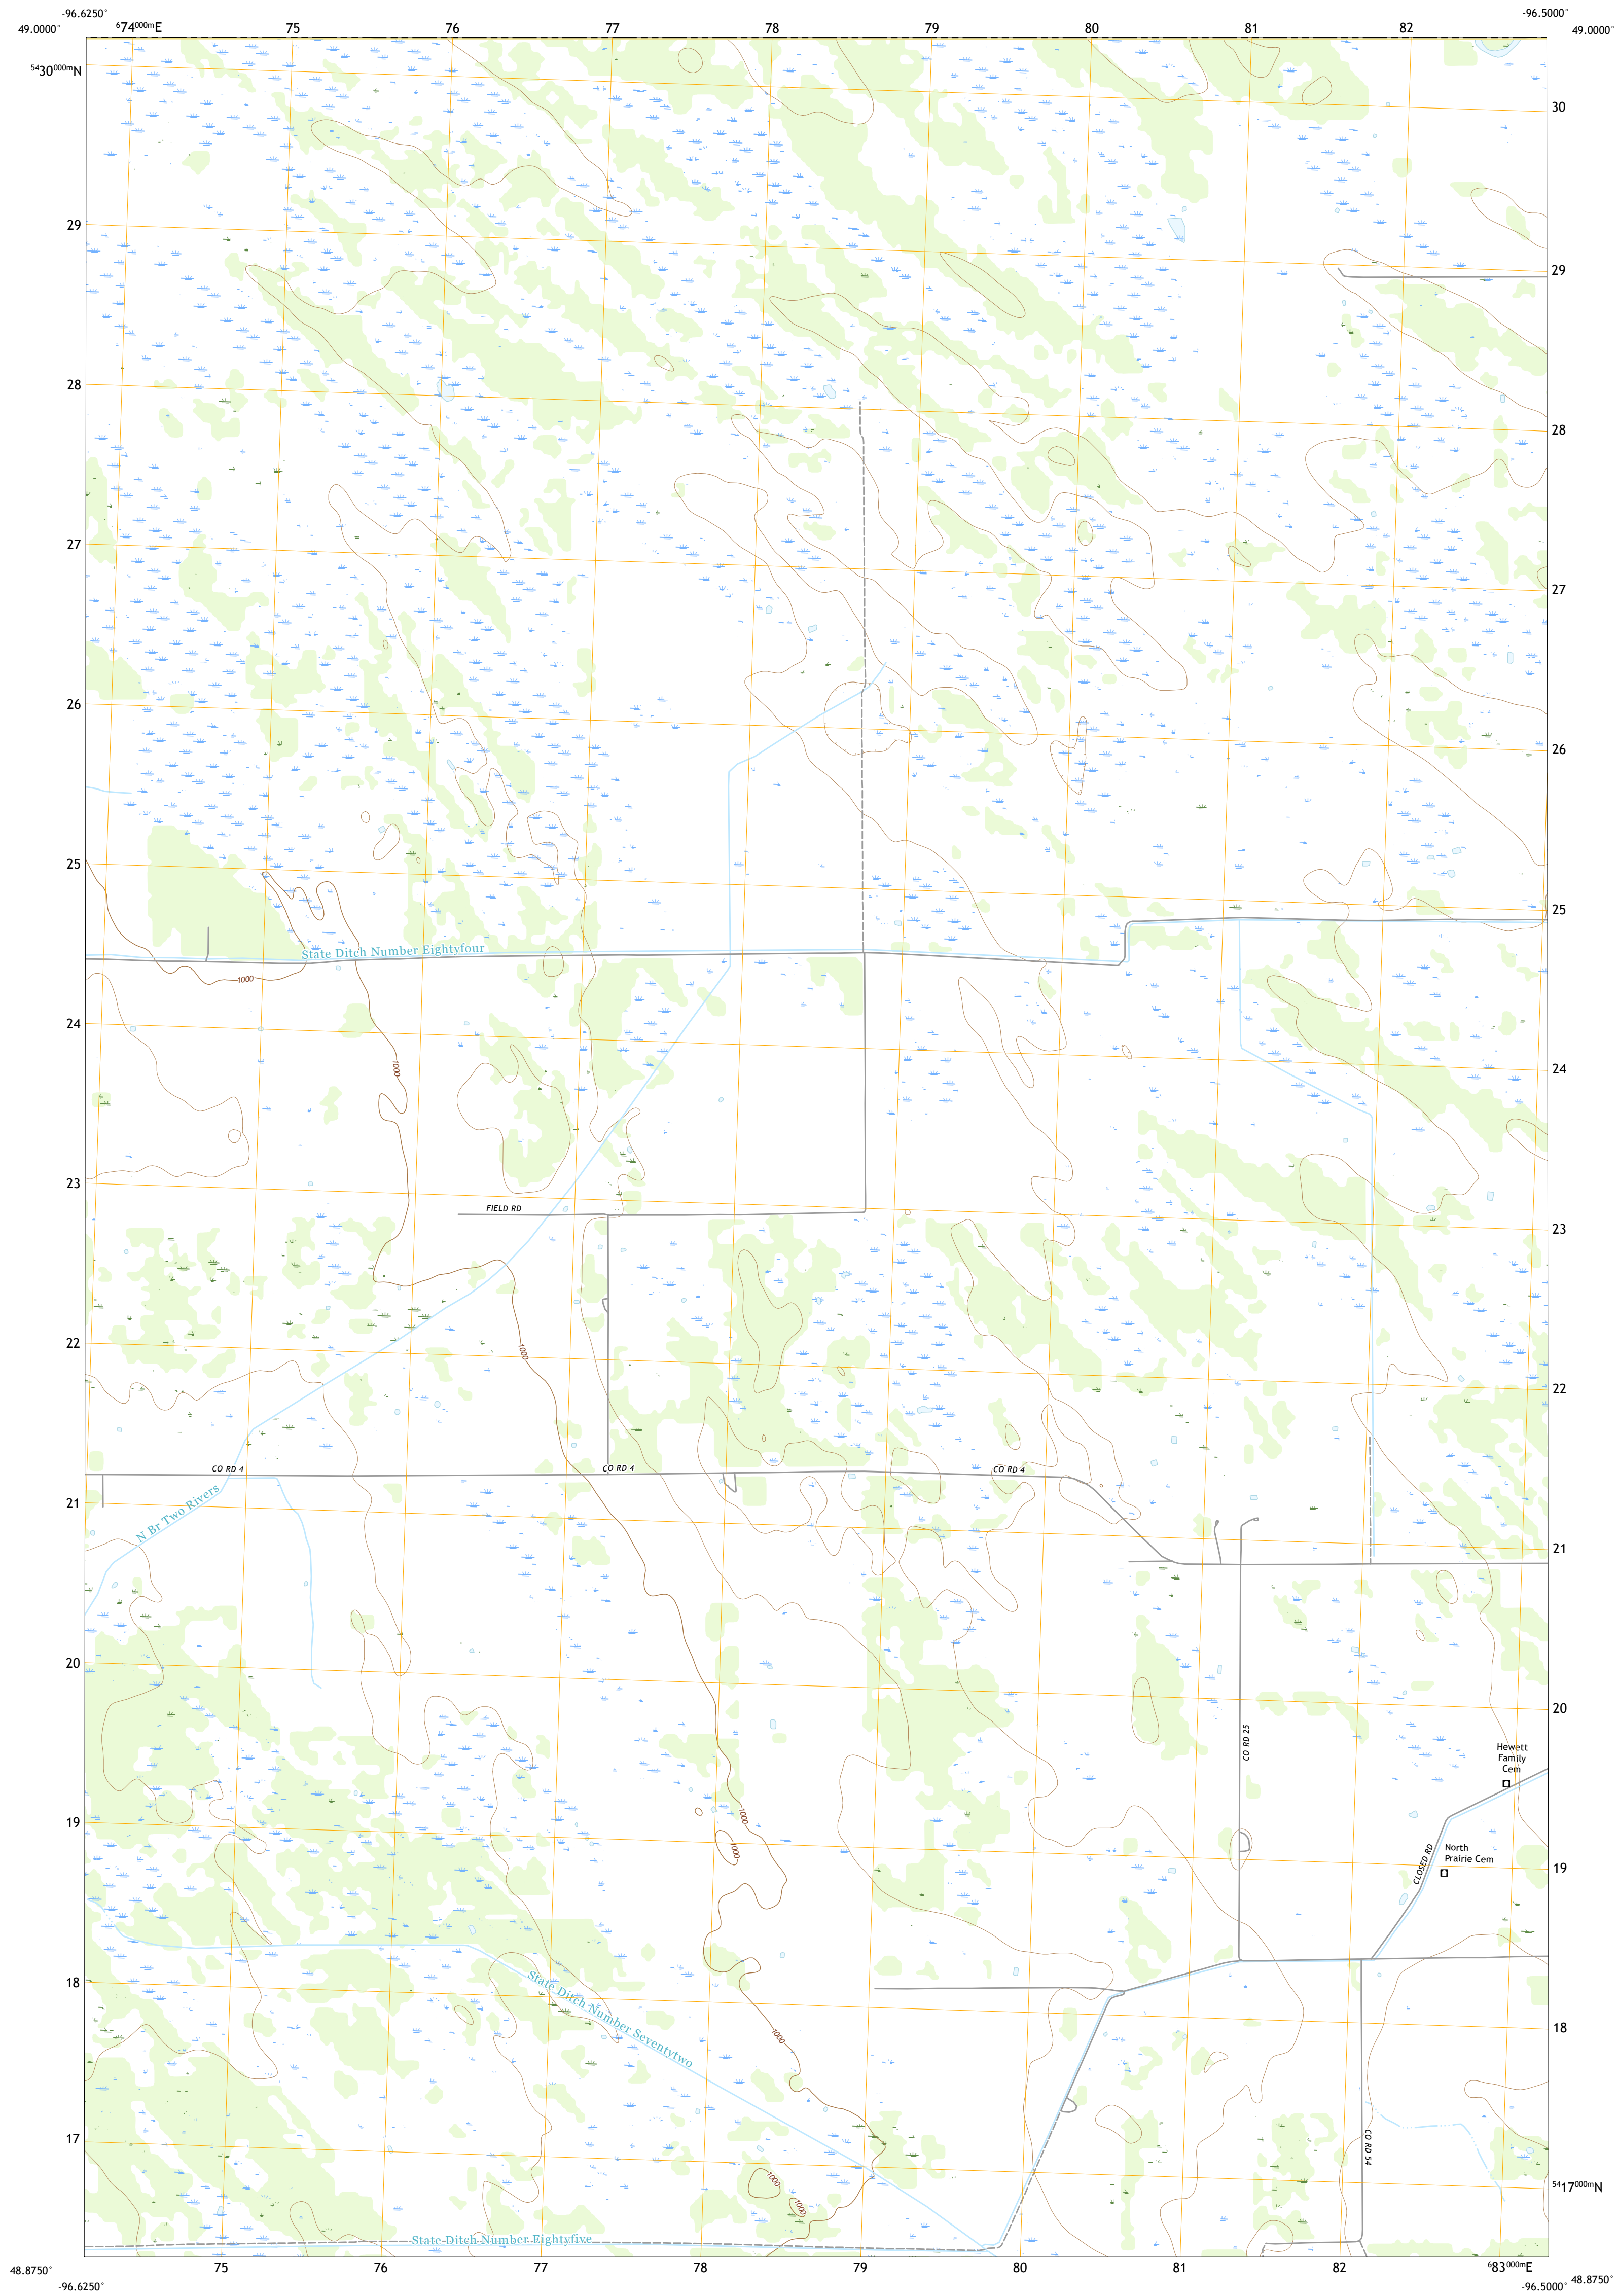 -96.6250°
-96.5000°
49.0000°
674000mE
75
76
77
78
79
80
81
82
49.0000°
5430000mN
30
29
29
28
28
27
27
26
26
25
25
State Ditch Number Eightyfour
1000
24
24
1000
23
23
FIELD RD
22
1000
22
CO RD 4
CO RD 4
CO RD 4
N Br Two Rivers
21
21
20
20
CO RD 25
Hewett
Family
Cem
19
1000
1000
CLOSED RD
North
Prairie Cem
19
18
State Ditch Number Seventytwo
1000
18
17
CO RD 54
1000
1000
5417000mN
State Ditch Number Eightyfive
48.8750°
75
76
77
78
79
80
81
683000mE
48.8750°
-96.6250°
-96.5000°